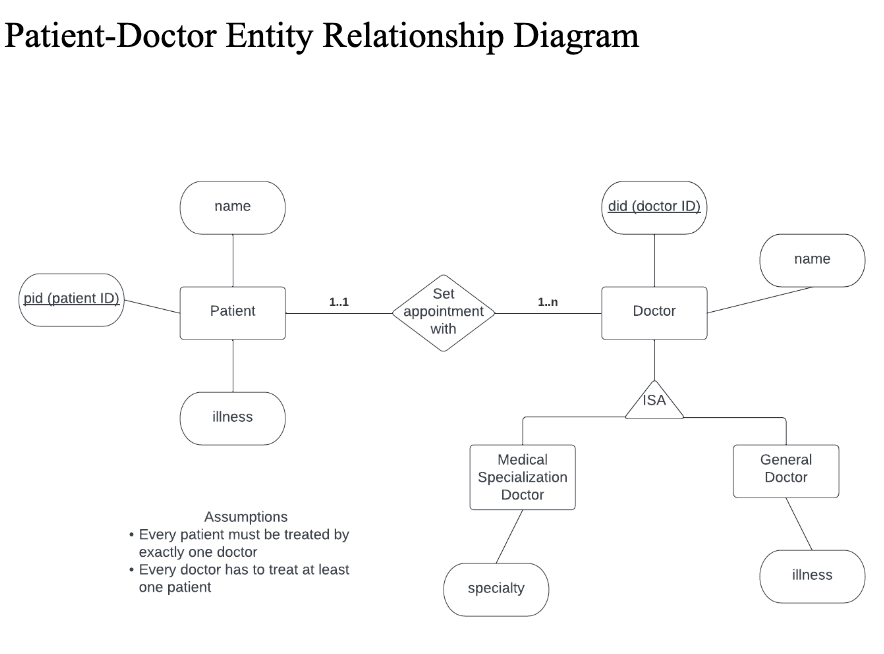 Patient-Doctor Entity Relationship Diagram
name
did (doctor ID)
name
pid (patient ID)
Patient
1..1
Set
appointment
with
1..n
Doctor
illness
ISA
Medical
Specialization
Doctor
General
Doctor
Assumptions
• Every patient must be treated by
exactly one doctor
• Every doctor has to treat at least
one patient
specialty
illness